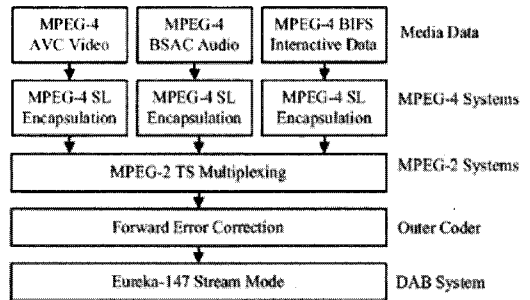 MPEG-4
AVC Video
MPEG-4
BSAC Audio
MPEG-4 BIFS
Interactive Data
Media Data
MPEG-4 SL
Encapsulation
MPEG-4 SL
Encapsulation
MPEG-4 SL
Encapsulation
MPEG-4 Systems
MPEG-2 TS Multiplexing
MPEG-2 Systems
Forward Error Correction
Outer Coder
Eureka-147 Stream Mode
DAB System